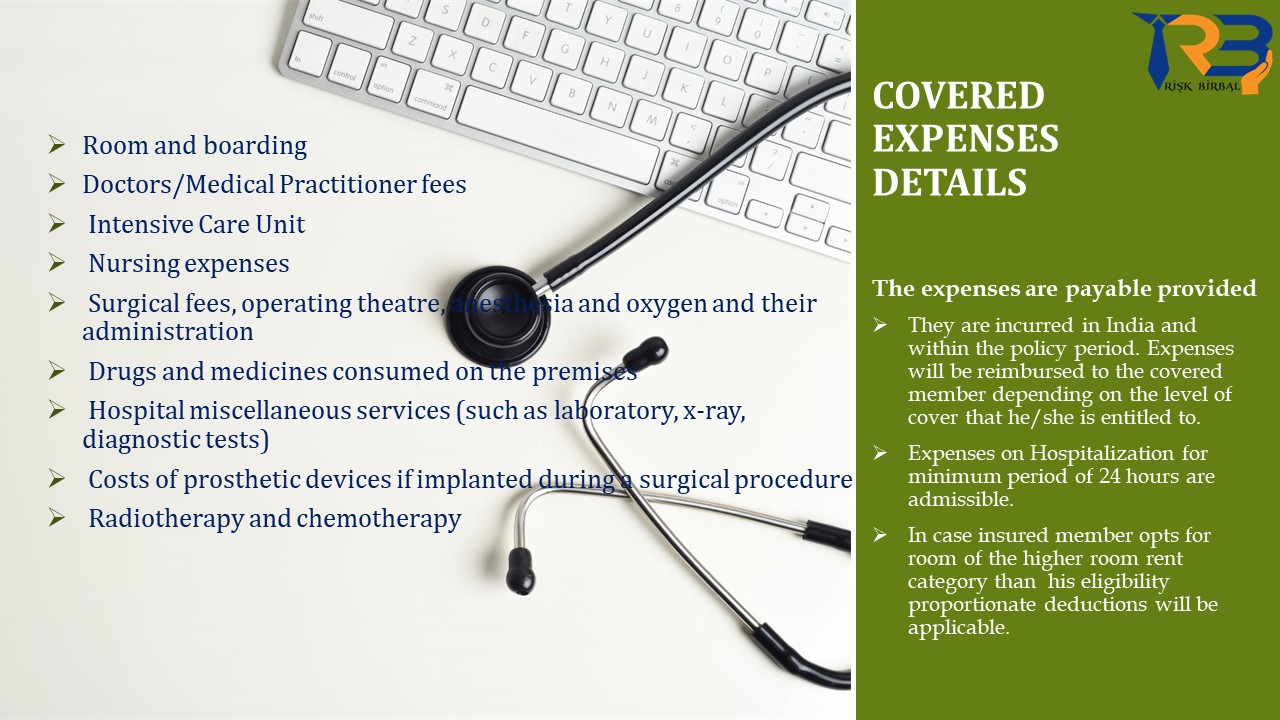 RISK BIRBAL
COVERED
EXPENSES
DETAILS
Room and boarding
Doctors/Medical Practitioner fees
Intensive Care Unit
Nursing expenses
Surgical fees, operating theatre, anesthesia and oxygen and their
administration
Drugs and medicines consumed on the premises
Hospital miscellaneous services (such as laboratory, x-ray,
diagnostic tests)
Costs of prosthetic devices if implanted during a surgical procedure
Radiotherapy and chemotherapy
The expenses are payable provided
They are incurred in India and
within the policy period. Expenses
will be reimbursed to the covered
member depending on the level of
cover that he/she is entitled to.
Expenses on Hospitalization for
minimum period of 24 hours are
admissible.
In case insured member opts for
room of the higher room rent
category than his eligibility
proportionate deductions will be
applicable.